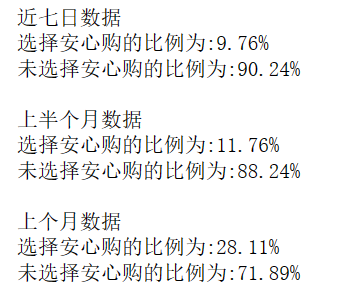 近七日数据
选择安心购的比例为:9.76%
未选择安心购的比例为:90.24%
上半个月数据
选择安心购的比例为:11.76%
未选择安心购的比例为:88.24%
上个月数据
选择安心购的比例为:28.11%
未选择安心购的比例为:71.89%